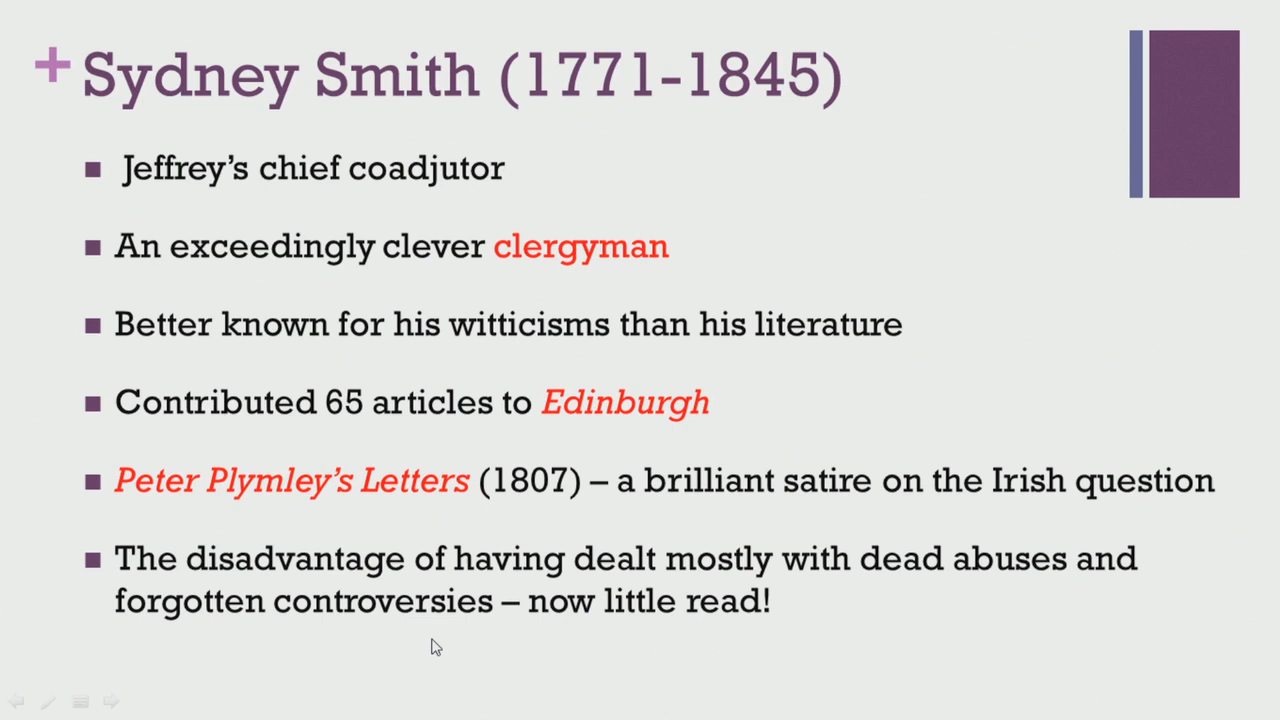 Sydney Smith (1771-1845)
Jeffrey's chief coadjutor
An exceedingly clever clergyman
Better known for his witticisms than his literature
Contributed 65 articles to Edinburgh
Peter Plymley's Letters (1807) – a brilliant satire on the Irish question
The disadvantage of having dealt mostly with dead abuses and
forgotten controversies – now little read!